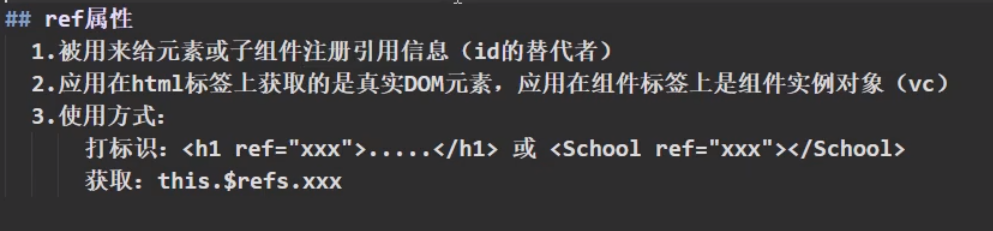 ## ref属性
1.被用来给元素或子组件注册引用信息（id的替代者）
2.应用在html标签上获取的是真实DOM元素，应用在组件标签上是组件实例对象（vc）
3.使用方式：
打标识：<h1 ref="xxx">.....</h1> 或 <School ref="xxx"></School>
获取：this.$refs.xxx